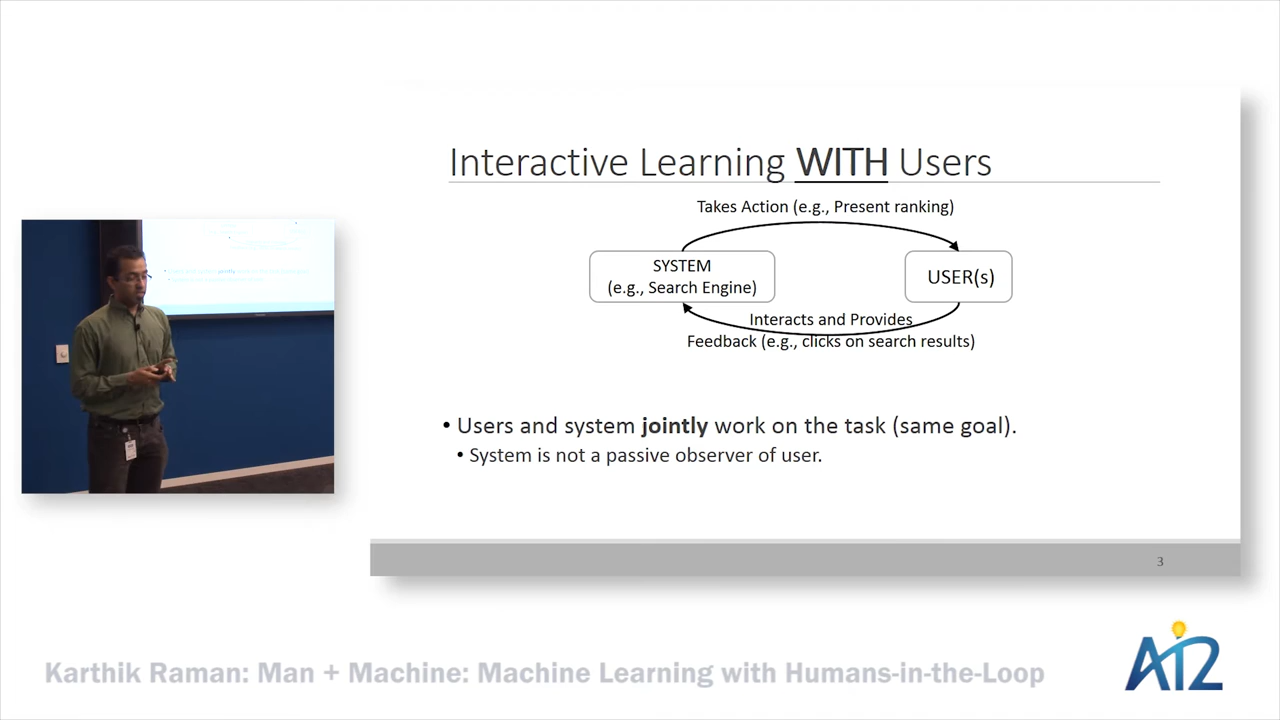 Interactive Learning WITH Users
Takes Action (e.g., Present ranking)
SYSTEM
(e.g., Search Engine)
USER(s)
Interacts and Provides
Feedback (e.g., clicks on search results)
• Users and system jointly work on the task (same goal).
• System is not a passive observer of user.
3
Karthik Raman: Man + Machine: Machine Learning with Humans-in-the-Loop
AI2